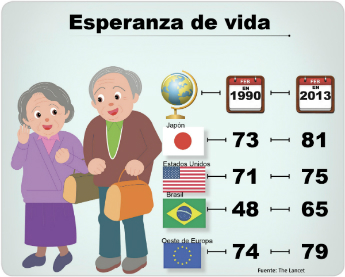 Esperanza de vida
FEB FEB
EN EN
1990 2013
Japón
73 81
Estados Unidos
71 75
Brasil
48 65
Oeste de Europa
74 79
Fuente: The Lancet